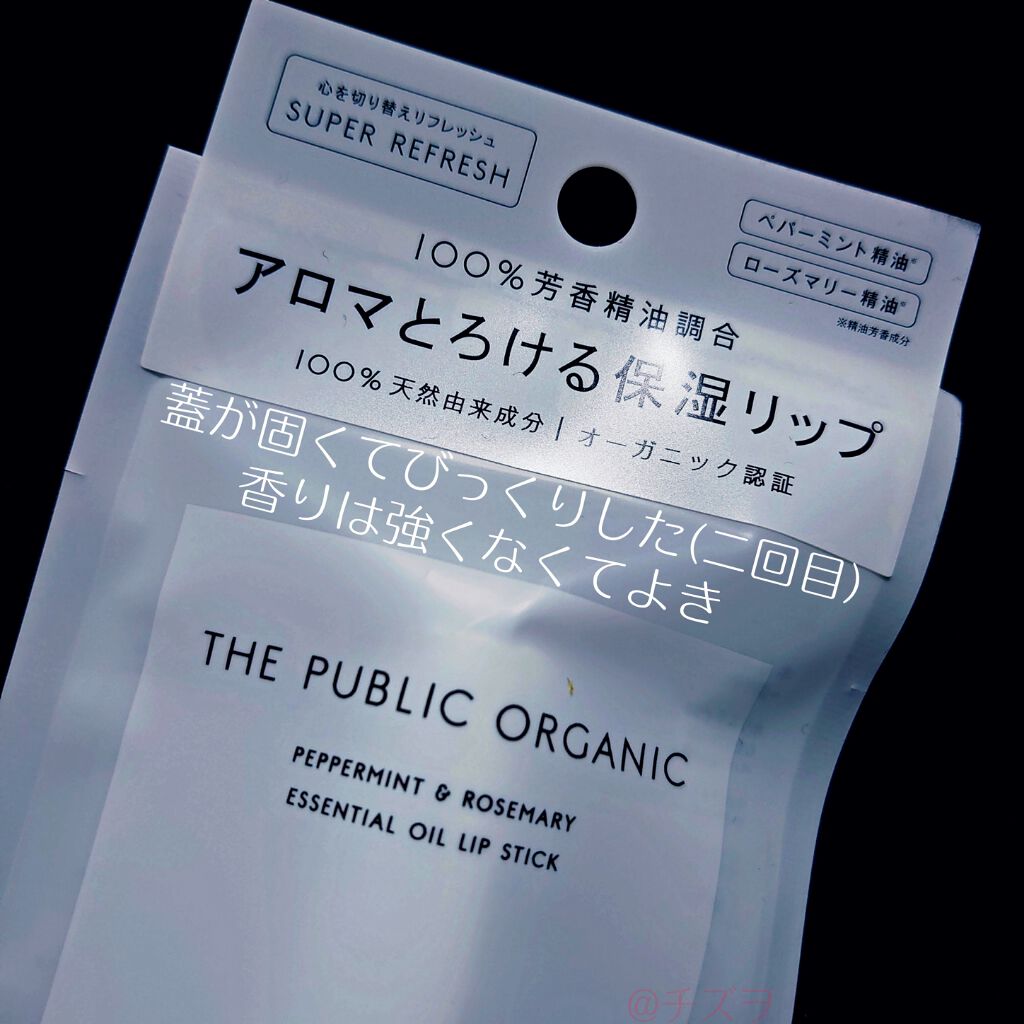 心を切り替えリフレッシュ
SUPER REFRESH
ペパーミント精油※
ローズマリー精油※
※精油芳香成分
100%芳香精油調合
アロマとろける保湿リップ
100%天然由来成分 | オーガニック認証
蓋が固くてびっくりした(二回目)
香りは強くなくてよき
THE PUBLIC ORGANIC
PEPPERMINT & ROSEMARY
ESSENTIAL OIL LIP STICK
@チズヲ